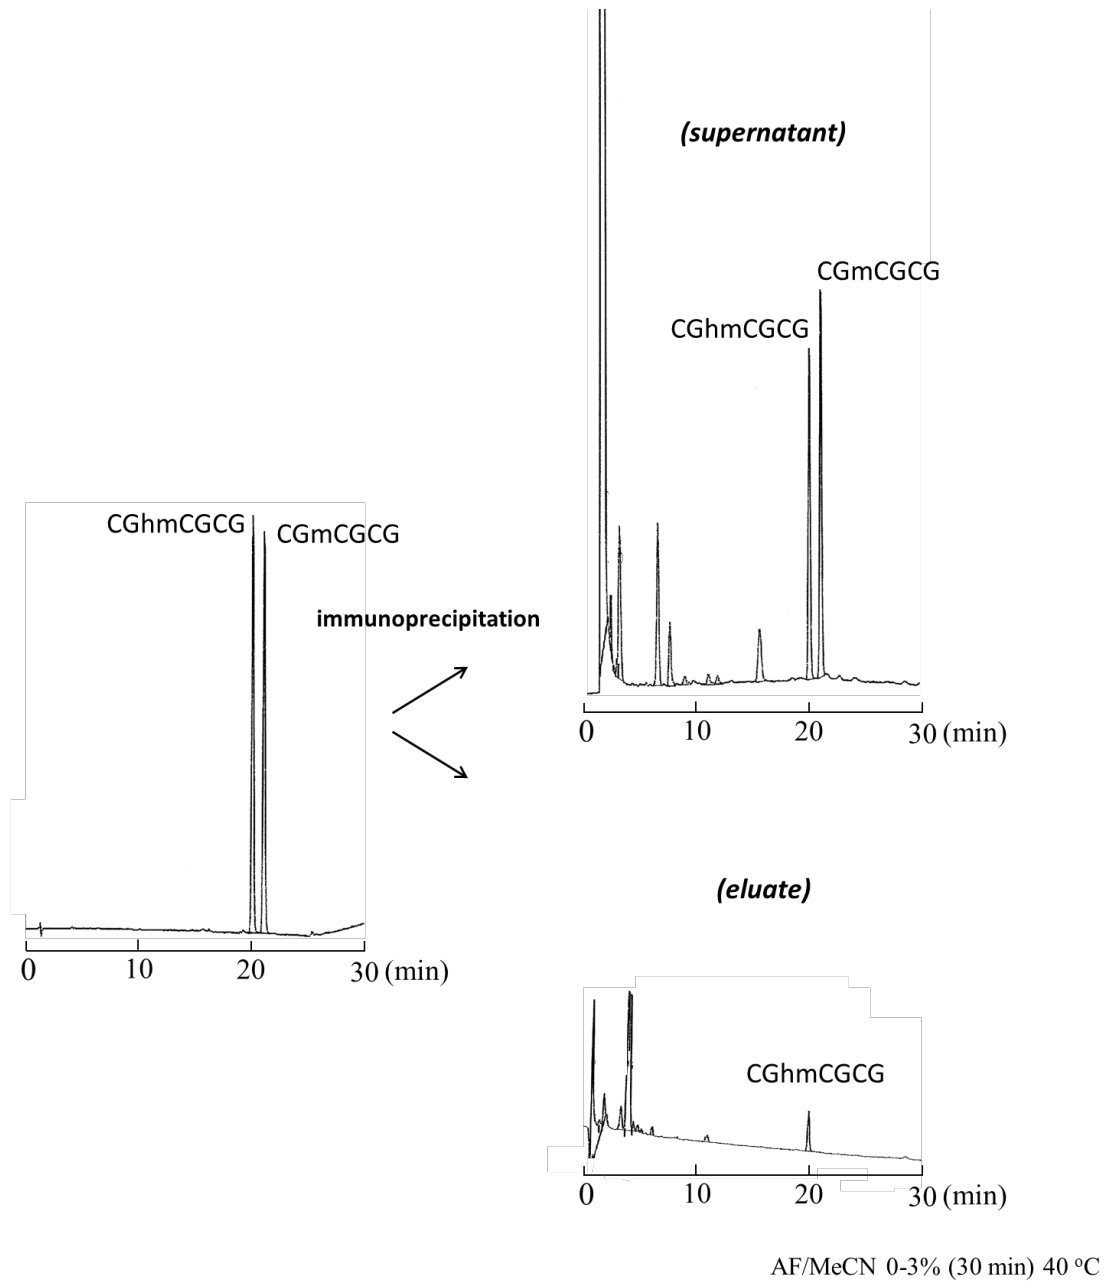 (supernatant)
CGmCGCG
CGhmCGCG
0 10 20 30 (min)
CGhmCGCG CGmCGCG
immunoprecipitation
0 10 20 30 (min)
(eluate)
CGhmCGCG
0 10 20 30 (min)
AF/MeCN 0-3% (30 min) 40 °C